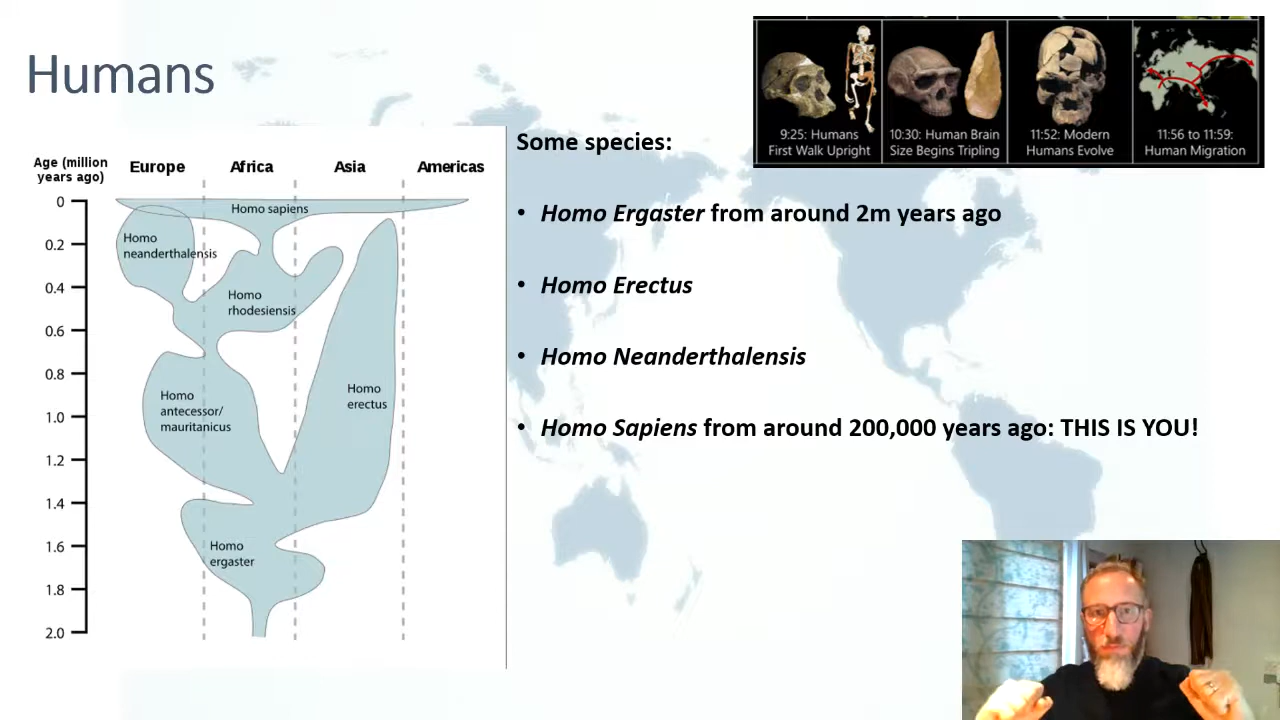 Humans
9:25: Humans
First Walk Upright
10:30: Human Brain
Size Begins Tripling
11:52: Modern
Humans Evolve
11:56 to 11:59:
Human Migration
Age (million
years ago)
Europe
Africa
Asia
Americas
0
0.2
0.4
0.6
0.8
1.0
1.2
1.4
1.6
1.8
2.0
Homo sapiens
Homo
neanderthalensis
Homo
rhodesiensis
Homo
antecessor/
mauritanicus
Homo
erectus
Homo
ergaster
Some species:
• Homo Ergaster from around 2m years ago
• Homo Erectus
• Homo Neanderthalensis
• Homo Sapiens from around 200,000 years ago: THIS IS YOU!